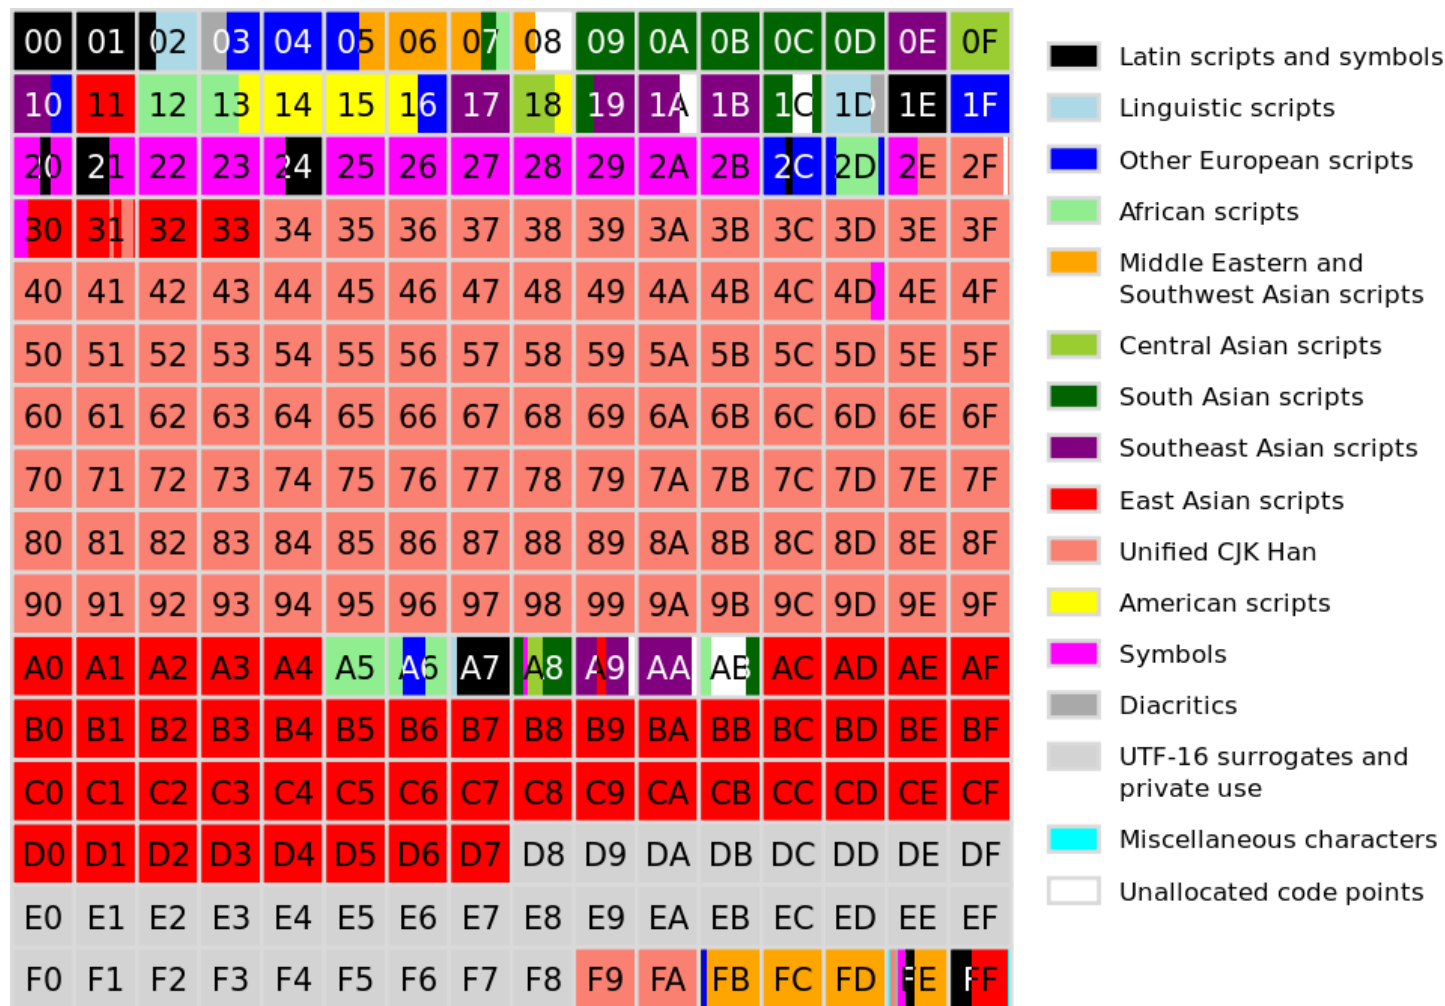 00 01 02 03 04 05 06 07 08 09 0A 0B 0C 0D 0E 0F
10 11 12 13 14 15 16 17 18 19 1A 1B 1C 1D 1E 1F
20 21 22 23 24 25 26 27 28 29 2A 2B 2C 2D 2E 2F
30 31 32 33 34 35 36 37 38 39 3A 3B 3C 3D 3E 3F
40 41 42 43 44 45 46 47 48 49 4A 4B 4C 4D 4E 4F
50 51 52 53 54 55 56 57 58 59 5A 5B 5C 5D 5E 5F
60 61 62 63 64 65 66 67 68 69 6A 6B 6C 6D 6E 6F
70 71 72 73 74 75 76 77 78 79 7A 7B 7C 7D 7E 7F
80 81 82 83 84 85 86 87 88 89 8A 8B 8C 8D 8E 8F
90 91 92 93 94 95 96 97 98 99 9A 9B 9C 9D 9E 9F
A0 A1 A2 A3 A4 A5 A6 A7 A8 A9 AA AB AC AD AE AF
B0 B1 B2 B3 B4 B5 B6 B7 B8 B9 BA BB BC BD BE BF
C0 C1 C2 C3 C4 C5 C6 C7 C8 C9 CA CB CC CD CE CF
D0 D1 D2 D3 D4 D5 D6 D7 D8 D9 DA DB DC DD DE DF
E0 E1 E2 E3 E4 E5 E6 E7 E8 E9 EA EB EC ED EE EF
F0 F1 F2 F3 F4 F5 F6 F7 F8 F9 FA FB FC FD FE FF
Latin scripts and symbols
Linguistic scripts
Other European scripts
African scripts
Middle Eastern and
Southwest Asian scripts
Central Asian scripts
South Asian scripts
Southeast Asian scripts
East Asian scripts
Unified CJK Han
American scripts
Symbols
Diacritics
UTF-16 surrogates and
private use
Miscellaneous characters
Unallocated code points